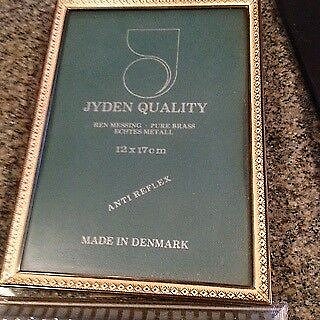 JYDEN QUALITY
REN MESSING - PURE BRASS
ECHTES METALL
12 x 17 cm
ANTI REFLEX
MADE IN DENMARK